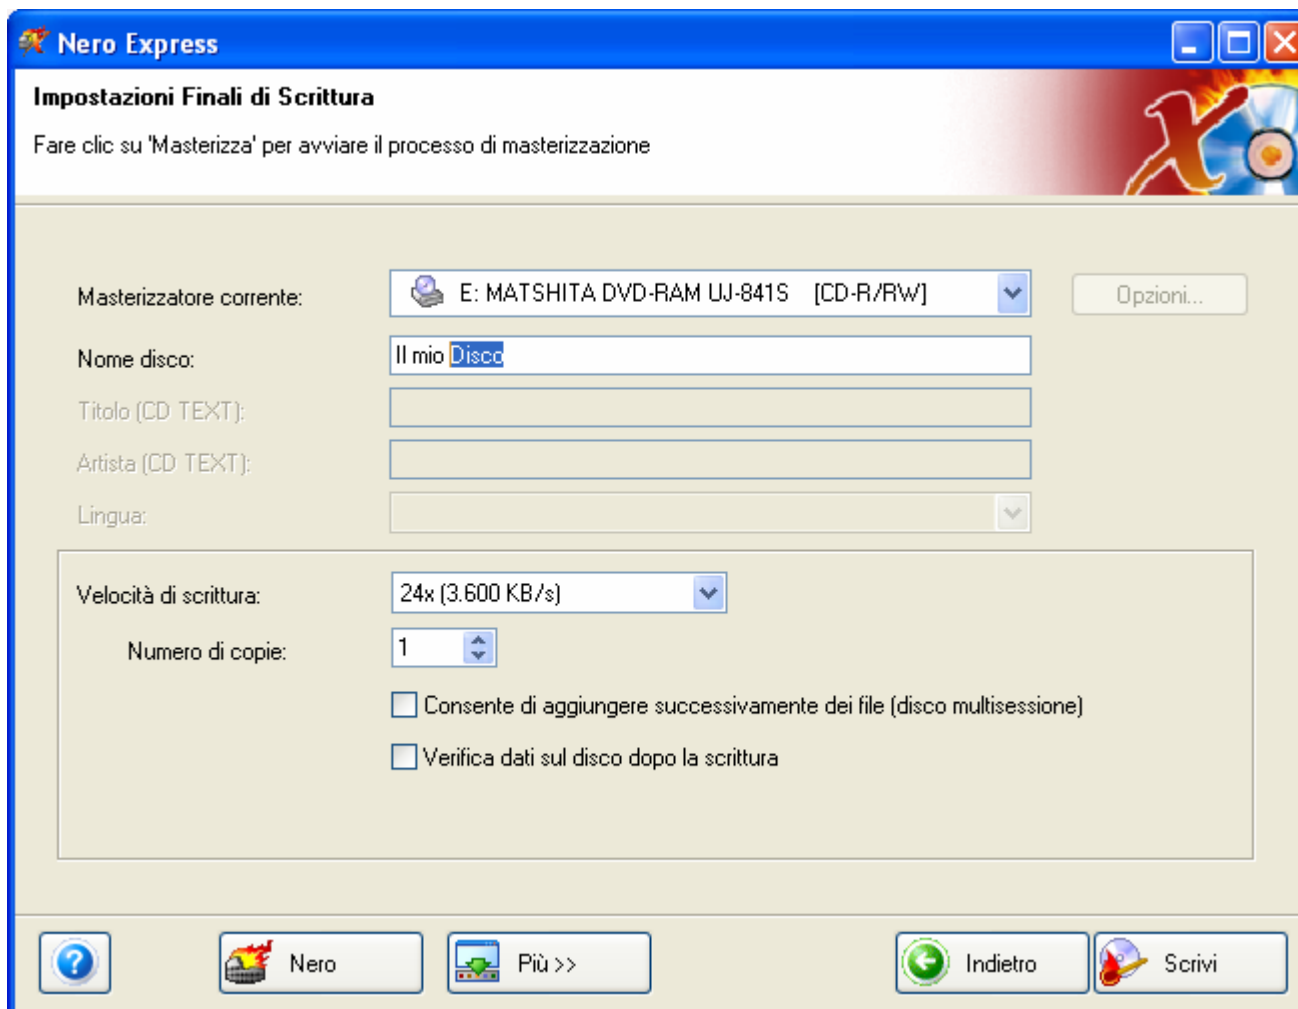 Nero Express
Impostazioni Finali di Scrittura
Fare clic su 'Masterizza' per avviare il processo di masterizzazione
Masterizzatore corrente: E: MATSHITA DVD-RAM UJ-841S [CD-R/RW] Opzioni...
Nome disco: Il mio Disco
Titolo (CD TEXT):
Artista (CD TEXT):
Lingua:
Velocità di scrittura: 24x (3.600 KB/s)
Numero di copie: 1
Consente di aggiungere successivamente dei file (disco multisessione)
Verifica dati sul disco dopo la scrittura
? Nero Più >> Indietro Scrivi